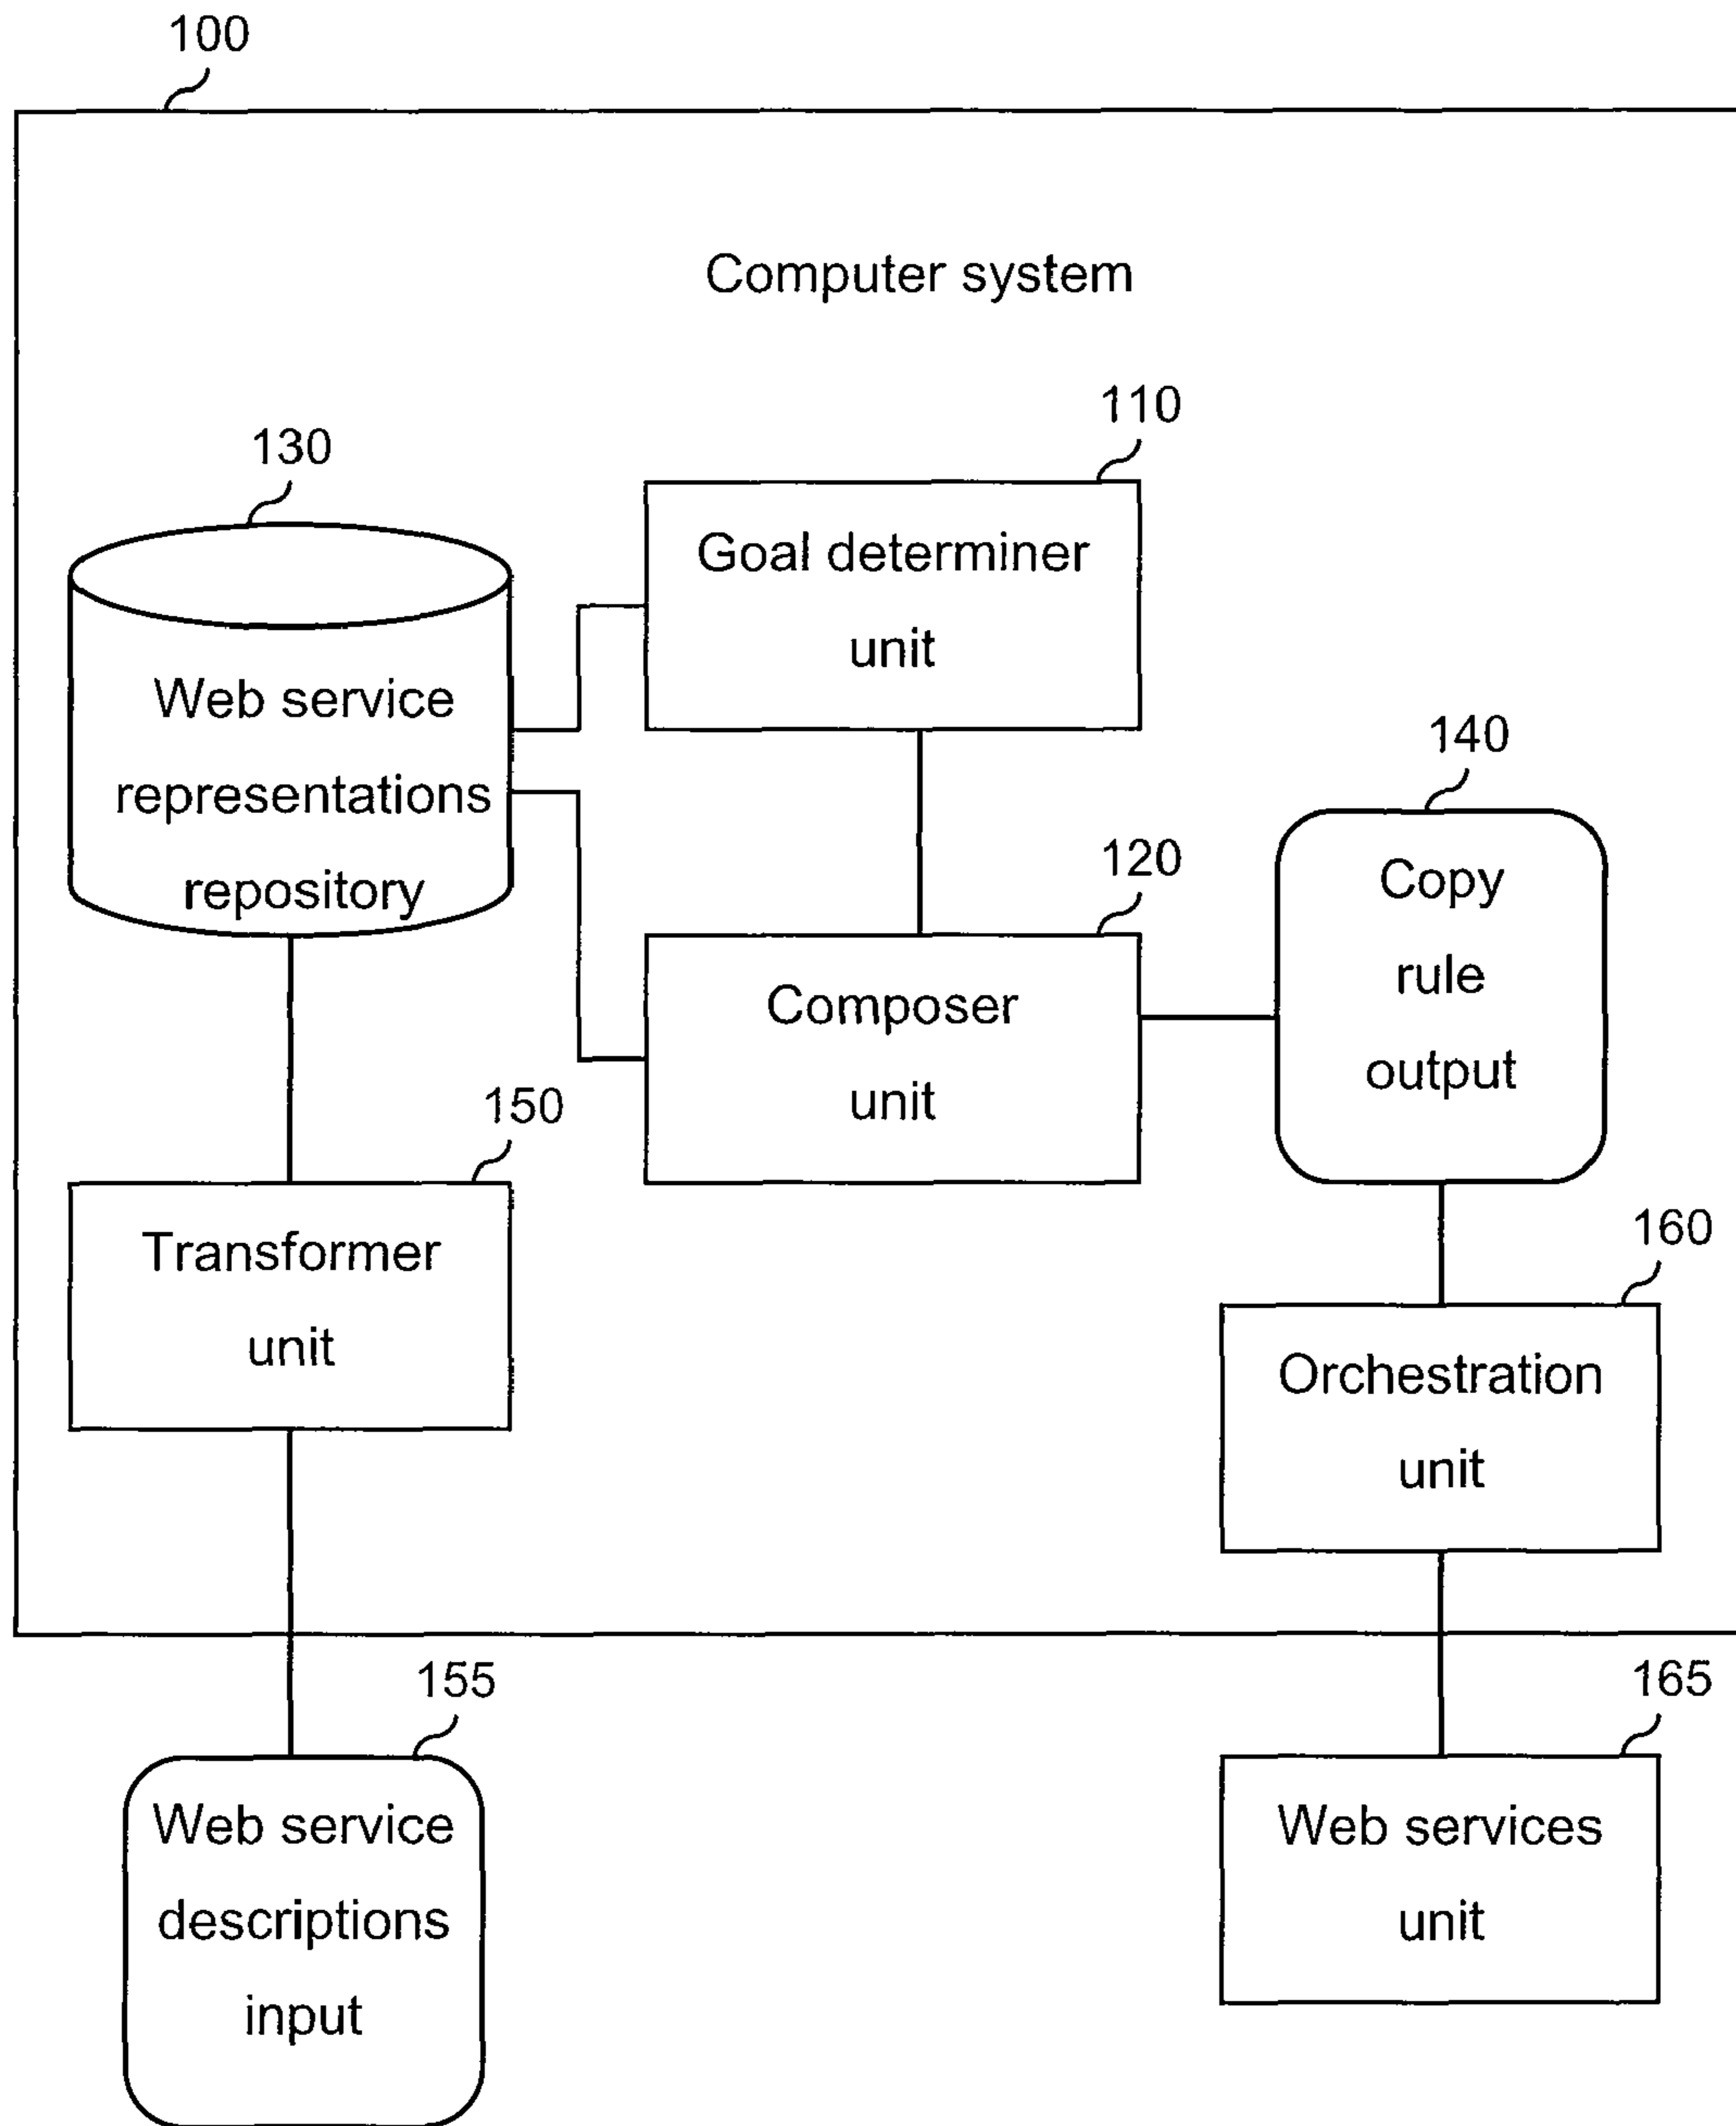 100
Computer system
110
130
Goal determiner
unit
Web service
representations
repository
140
Copy
rule
output
120
Composer
unit
150
Transformer
unit
160
Orchestration
unit
155
Web service
descriptions
input
165
Web services
unit